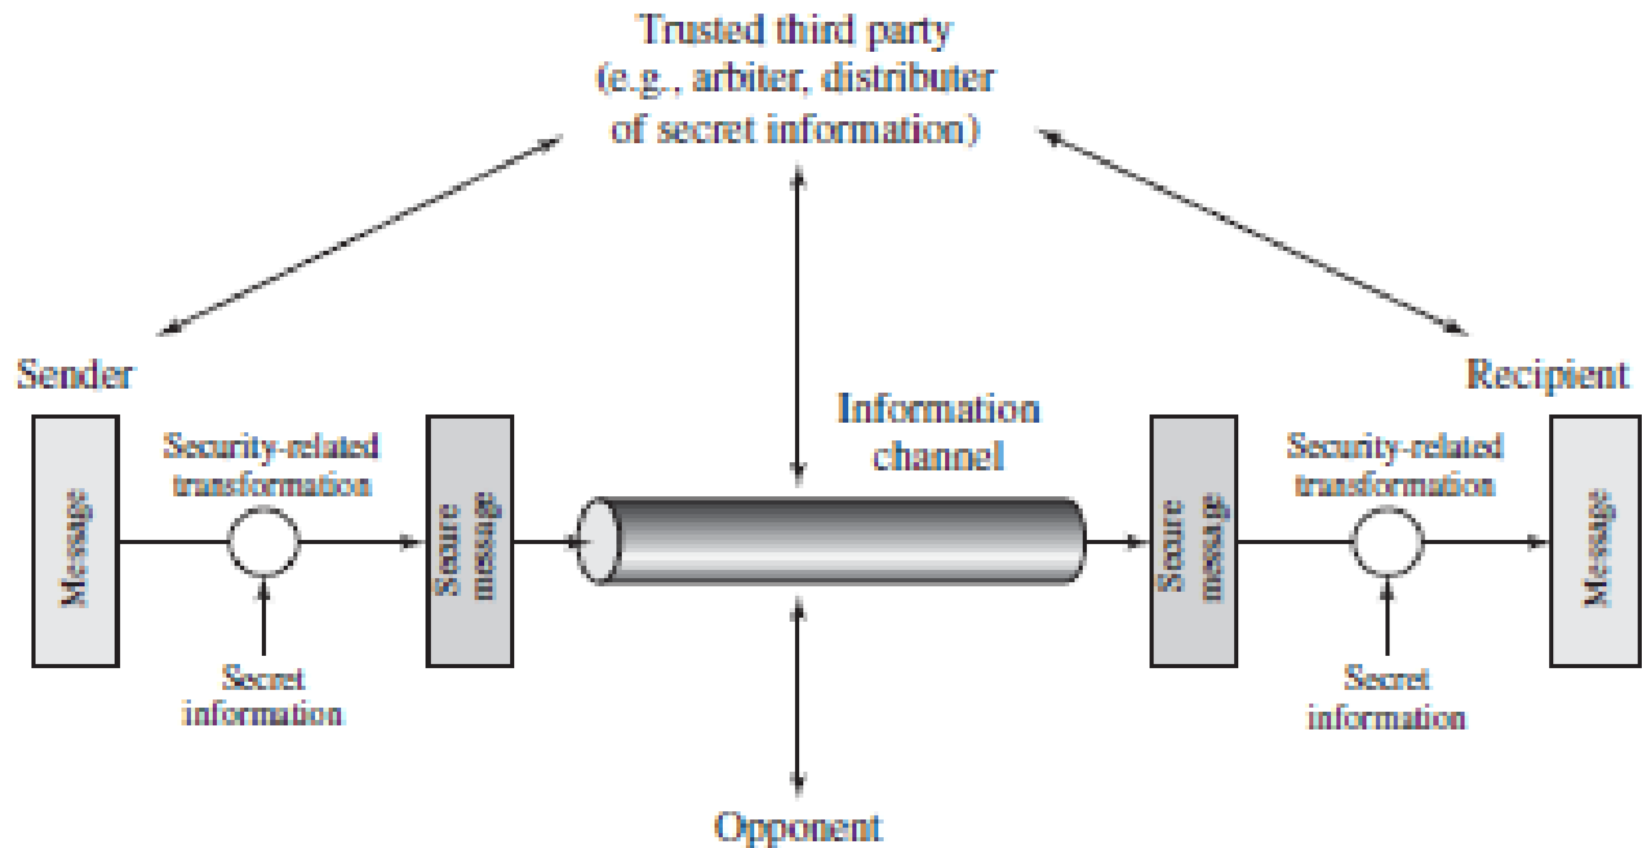 Trusted third party
(e.g., arbiter, distributer
of secret information)
Sender
Recipient
Information
channel
Security-related
transformation
Security-related
transformation
Message
Secure
message
Secure
message
Message
Secret
information
Secret
information
Opponent